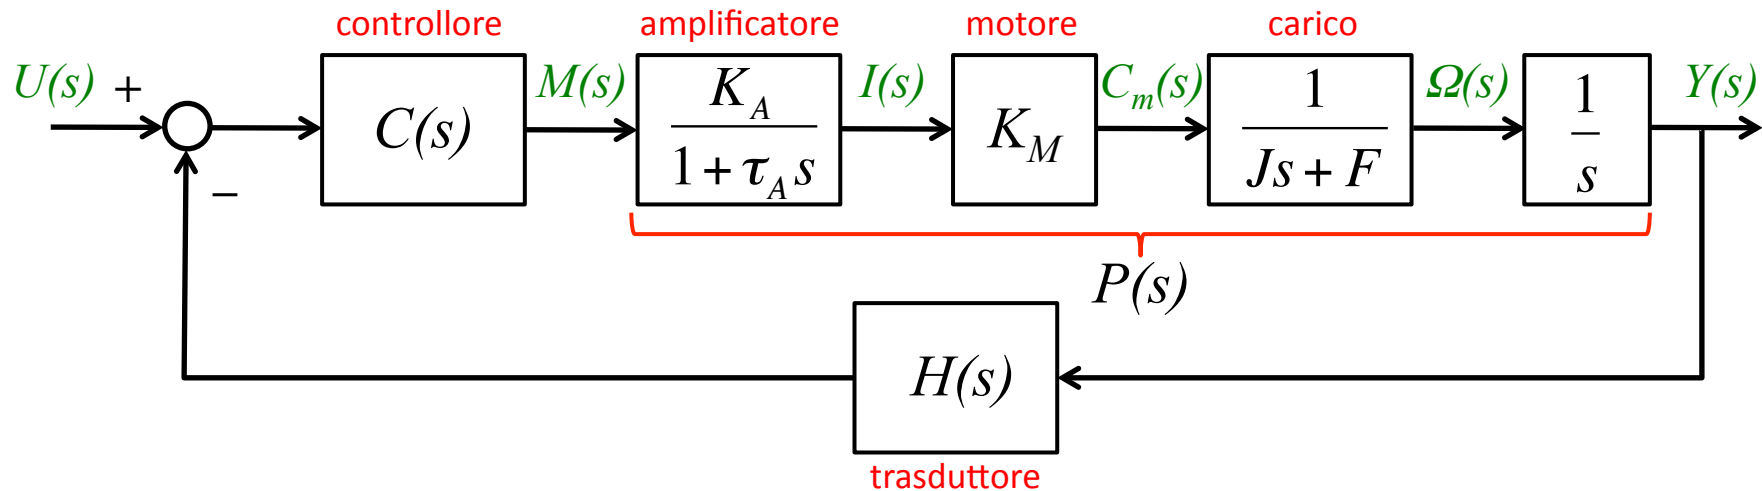 controllore amplificatore motore carico
U(s) + − C(s) M(s) K_A / (1 + τ_A s) I(s) K_M C_m(s) 1 / (Js + F) Ω(s) 1 / s Y(s)
P(s)
H(s)
trasduttore